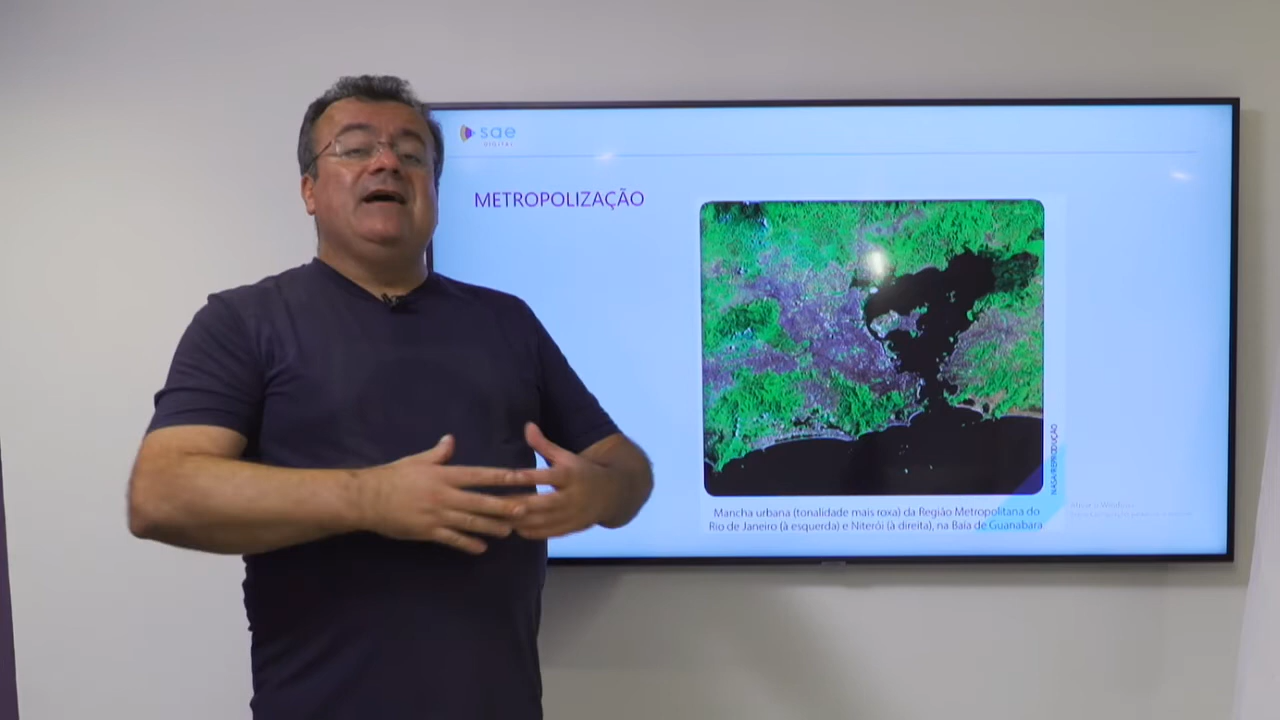 sae
DIGITAL
METROPOLIZAÇÃO
NASA/REPRODUÇÃO
Mancha urbana (tonalidade mais roxa) da Região Metropolitana do
Rio de Janeiro (à esquerda) e Niterói (à direita), na Baía de Guanabara